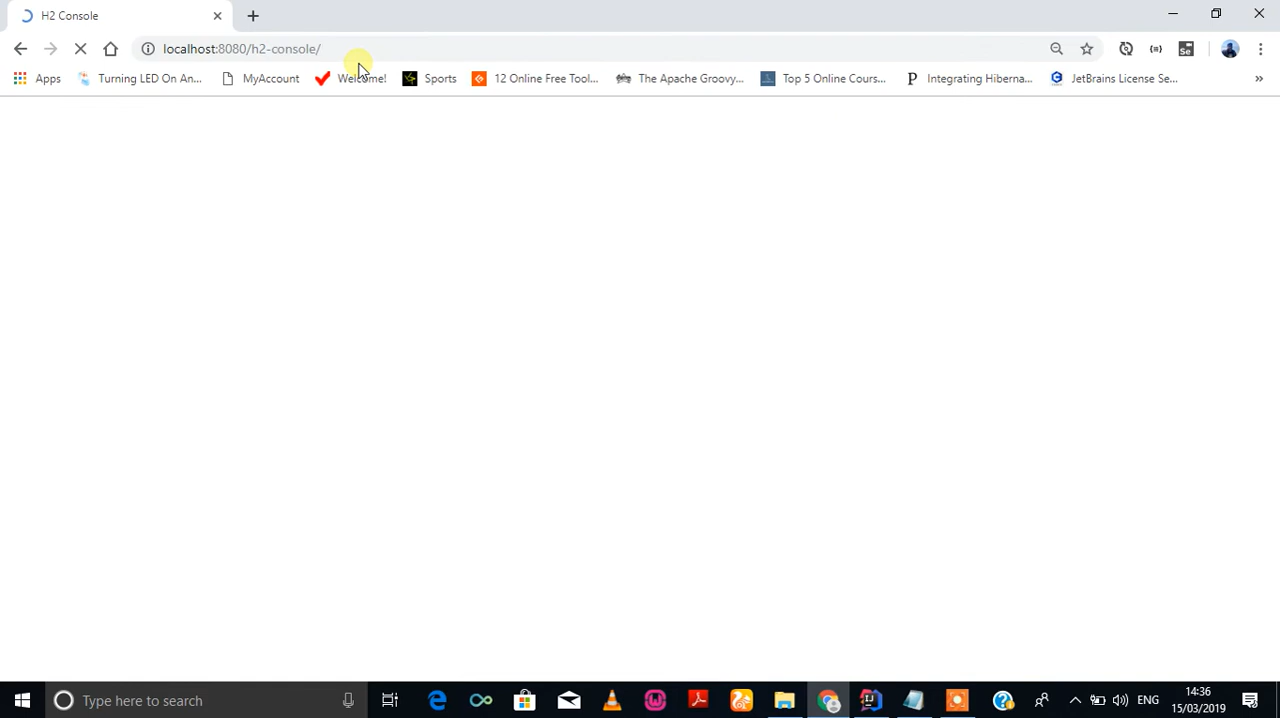 H2 Console
localhost:8080/h2-console/
Se
Apps Turning LED On An... MyAccount Welcome! Sports 12 Online Free Tool... The Apache Groovy... Top 5 Online Cours... P Integrating Hiberna... JetBrains License Se... »
Type here to search
ENG
14:36
15/03/2019